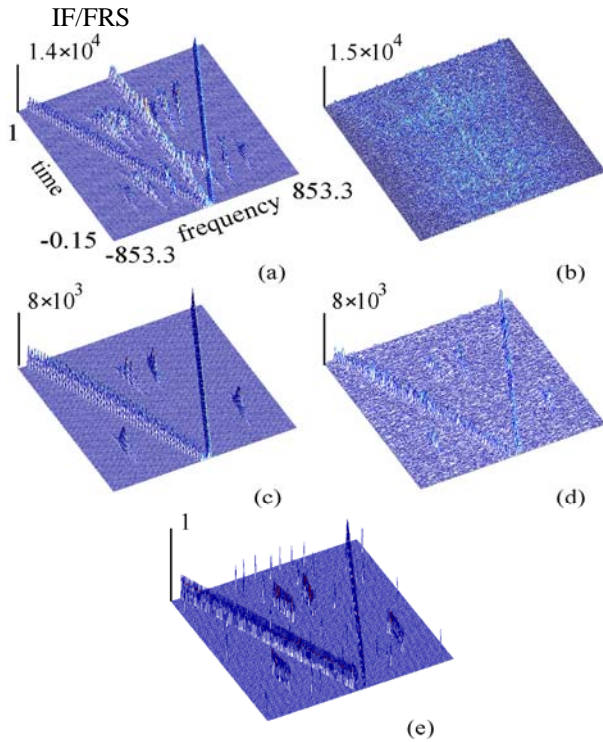 IF/FRS
1.4×10⁴
1.5×10⁴
1
time
853.3
frequency
-0.15
-853.3
(a)
(b)
8×10³
8×10³
(c)
(d)
1
(e)